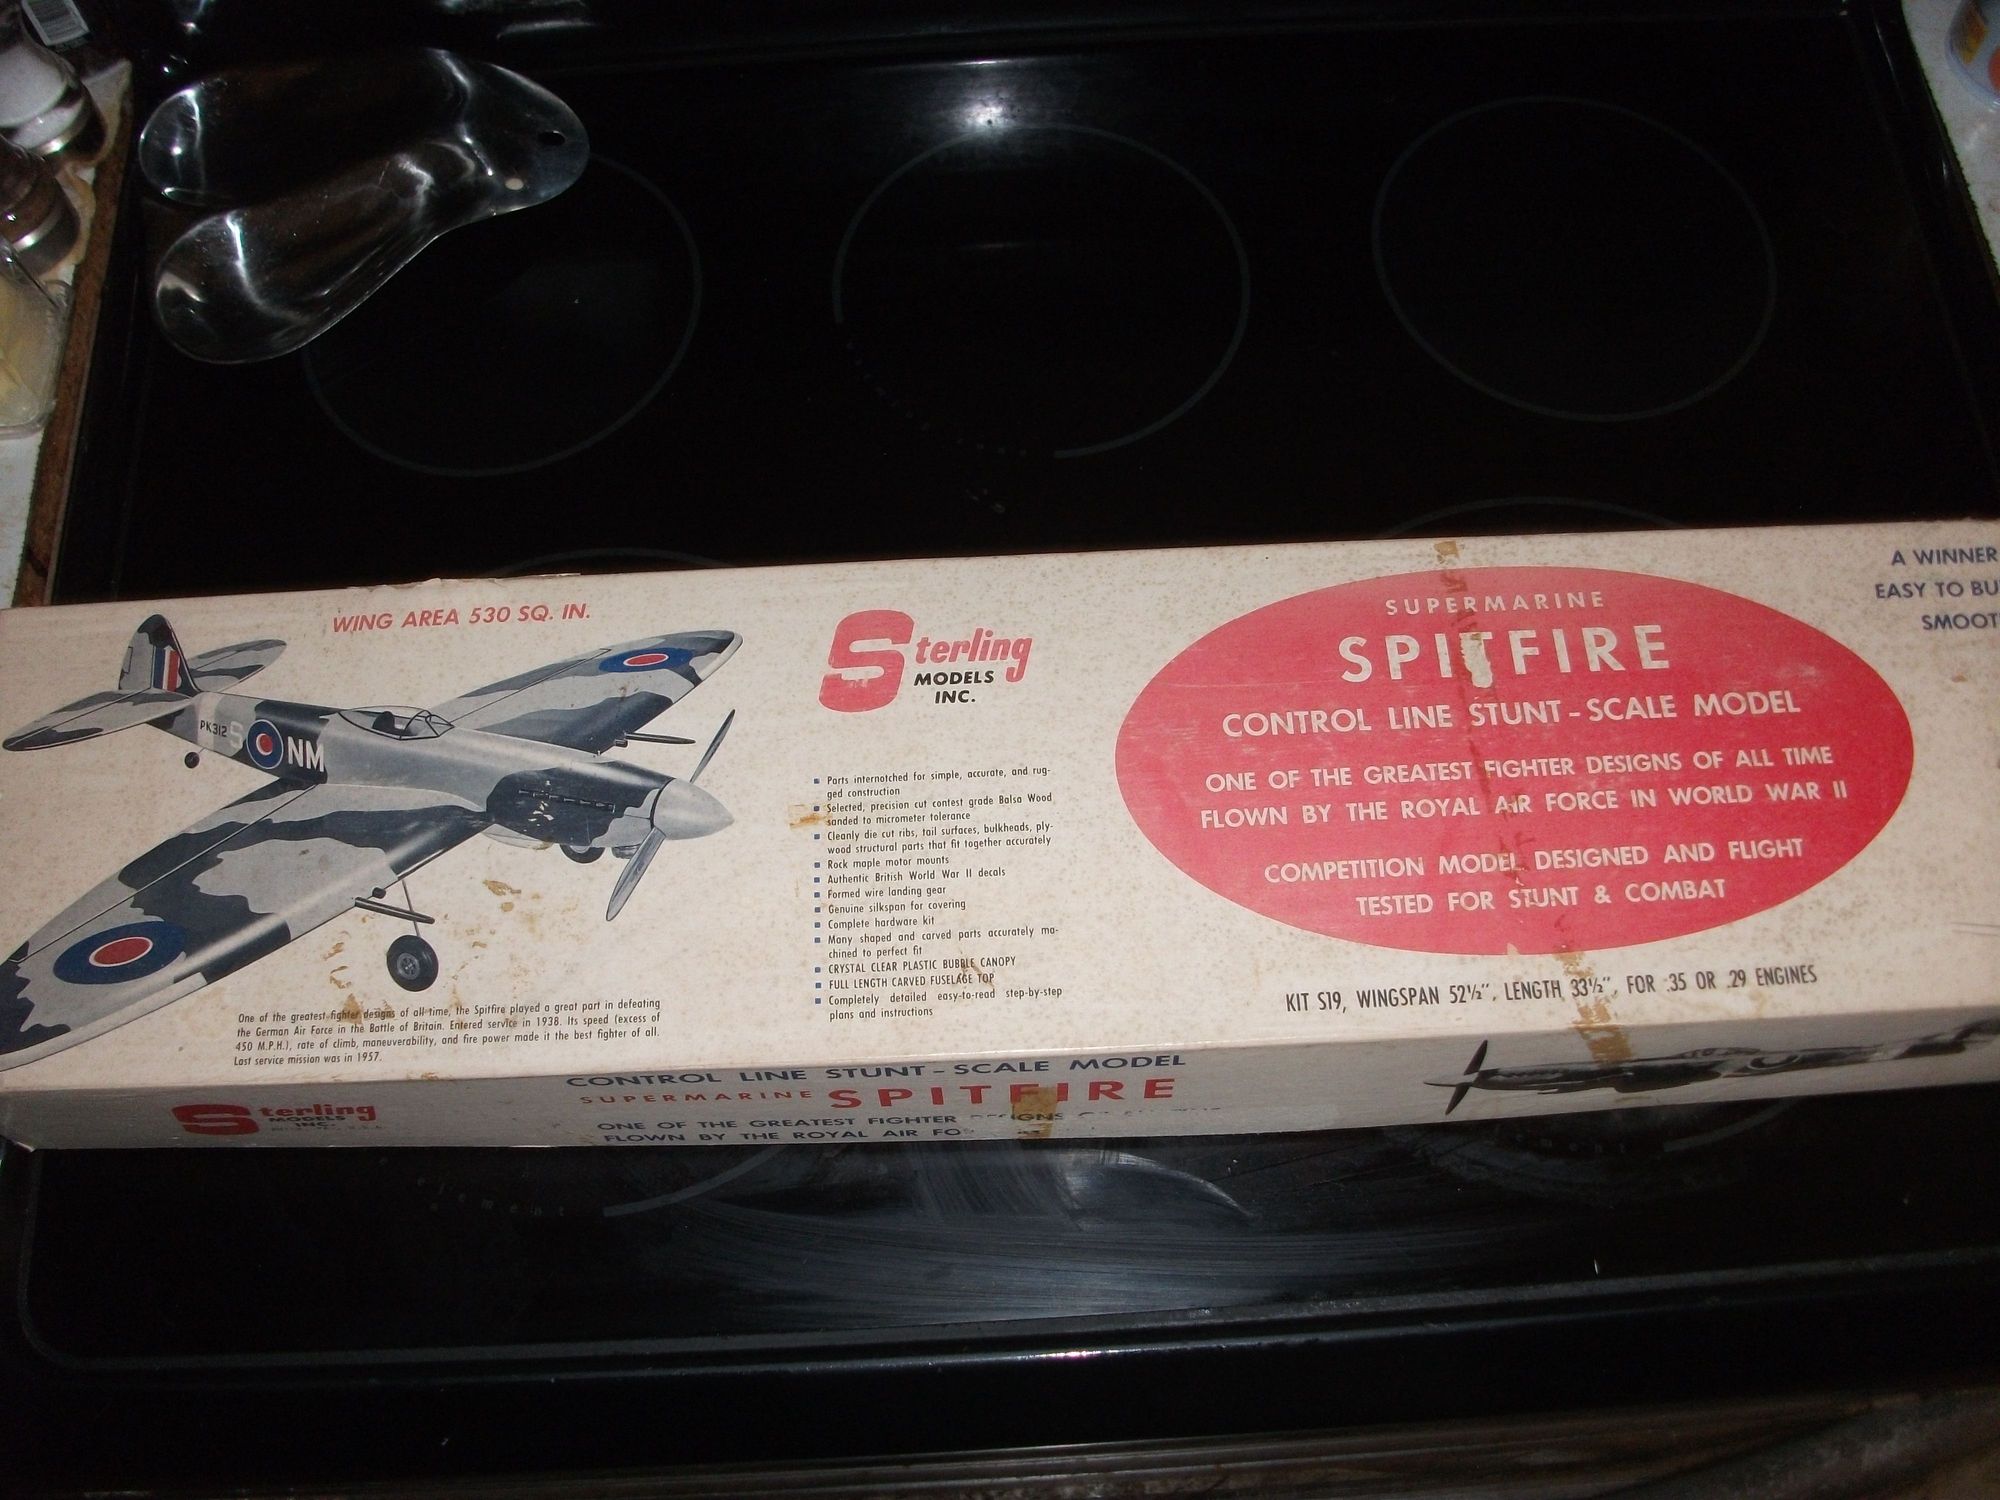 WING AREA 530 SQ. IN.
PK312 S NM
One of the greatest fighter designs of all time, the Spitfire played a great part in defeating
the German Air Force in the Battle of Britain. Entered service in 1938. Its speed (excess of
450 M.P.H.), rate of climb, maneuverability, and fire power made it the best fighter of all.
Last service mission was in 1957.
Sterling
MODELS
INC.
Parts internotched for simple, accurate, and rug-
ged construction
Selected, precision cut contest grade Balsa Wood
sanded to micrometer tolerance
Cleanly die cut ribs, tail surfaces, bulkheads, ply-
wood structural parts that fit together accurately
Rock maple motor mounts
Authentic British World War II decals
Formed wire landing gear
Genuine silkspan for covering
Complete hardware kit
Many shaped and carved parts accurately ma-
chined to perfect fit
CRYSTAL CLEAR PLASTIC BUBBLE CANOPY
FULL LENGTH CARVED FUSELAGE TOP
Completely detailed easy-to-read step-by-step
plans and instructions
SUPERMARINE
SPITFIRE
CONTROL LINE STUNT - SCALE MODEL
ONE OF THE GREATEST FIGHTER DESIGNS OF ALL TIME
FLOWN BY THE ROYAL AIR FORCE IN WORLD WAR II
COMPETITION MODEL DESIGNED AND FLIGHT
TESTED FOR STUNT & COMBAT
KIT S19, WINGSPAN 52½", LENGTH 33½", FOR .35 OR .29 ENGINES
A WINNER
EASY TO BU
SMOOT
Sterling
MODELS
INC.
CONTROL LINE STUNT - SCALE MODEL
SUPERMARINE SPITFIRE
ONE OF THE GREATEST FIGHTER DESIGNS
FLOWN BY THE ROYAL AIR FO
element